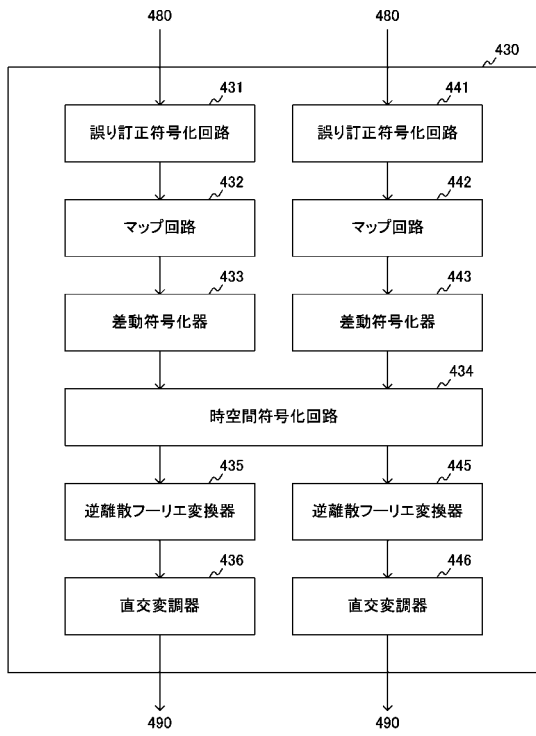 480 480
430
431 441
誤り訂正符号化回路 誤り訂正符号化回路
432 442
マップ回路 マップ回路
433 443
差動符号化器 差動符号化器
434
時空間符号化回路
435 445
逆離散フーリエ変換器 逆離散フーリエ変換器
436 446
直交変調器 直交変調器
490 490